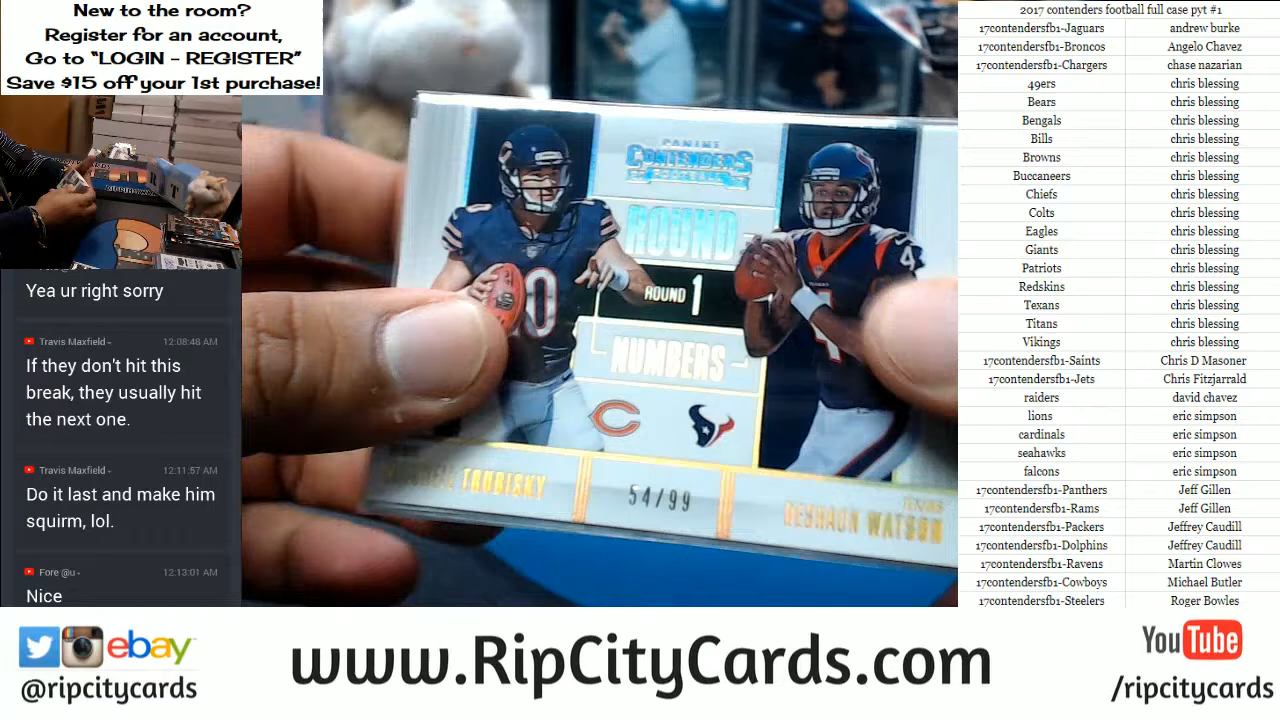 New to the room?
Register for an account,
Go to “LOGIN - REGISTER”
Save $15 off your 1st purchase!
Yea ur right sorry
Travis Maxfield - 12:08:48 AM
If they don't hit this
break, they usually hit
the next one.
Travis Maxfield - 12:11:57 AM
Do it last and make him
squirm, lol.
Fore @u - 12:13:01 AM
Nice
PANINI
CONTENDERS
ROUND
ROUND 1
NUMBERS
10
4
TRUBISKY
54/99
TEXANS
DESHAUN WATSON
2017 contenders football full case pyt #1
17contendersfb1-Jaguars andrew burke
17contendersfb1-Broncos Angelo Chavez
17contendersfb1-Chargers chase nazarian
49ers chris blessing
Bears chris blessing
Bengals chris blessing
Bills chris blessing
Browns chris blessing
Buccaneers chris blessing
Chiefs chris blessing
Colts chris blessing
Eagles chris blessing
Giants chris blessing
Patriots chris blessing
Redskins chris blessing
Texans chris blessing
Titans chris blessing
Vikings chris blessing
17contendersfb1-Saints Chris D Masoner
17contendersfb1-Jets Chris Fitzjarrald
raiders david chavez
lions eric simpson
cardinals eric simpson
seahawks eric simpson
falcons eric simpson
17contendersfb1-Panthers Jeff Gillen
17contendersfb1-Rams Jeff Gillen
17contendersfb1-Packers Jeffrey Caudill
17contendersfb1-Dolphins Jeffrey Caudill
17contendersfb1-Ravens Martin Clowes
17contendersfb1-Cowboys Michael Butler
17contendersfb1-Steelers Roger Bowles
ebay
@ripcitycards
www.RipCityCards.com
YouTube
/ripcitycards